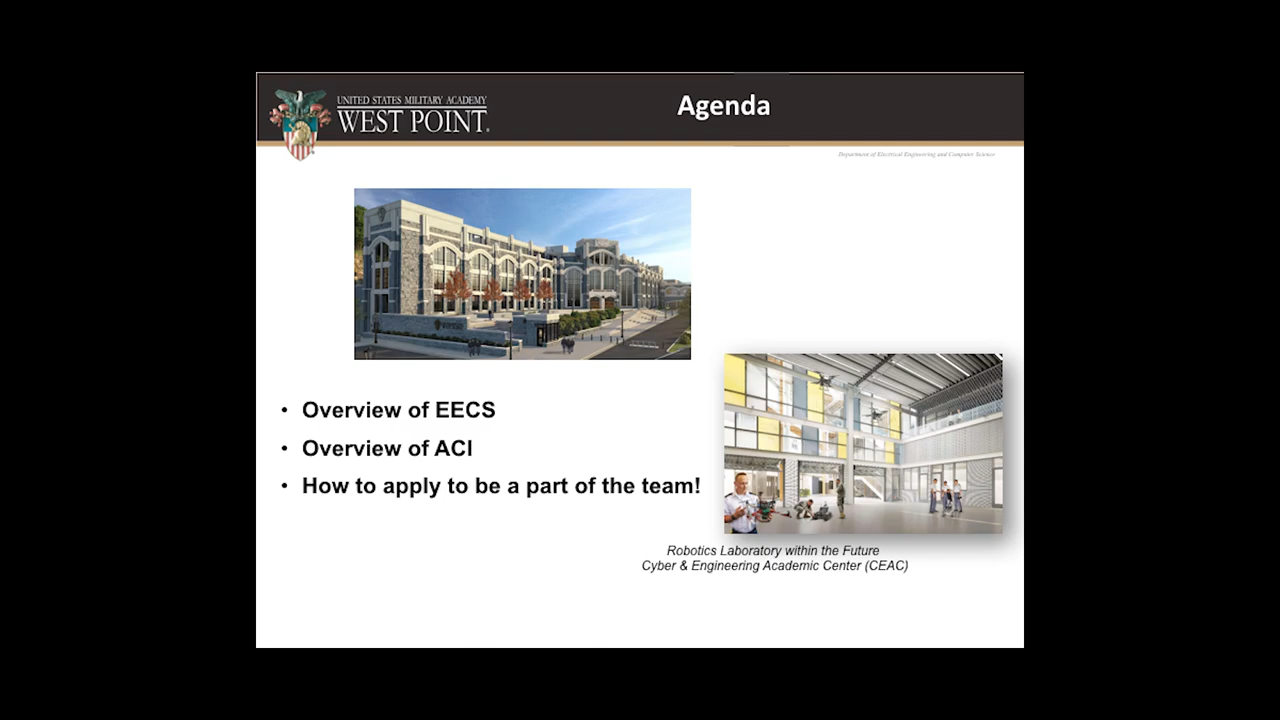 UNITED STATES MILITARY ACADEMY
WEST POINT.
Agenda
Department of Electrical Engineering and Computer Science
• Overview of EECS
• Overview of ACI
• How to apply to be a part of the team!
Robotics Laboratory within the Future
Cyber & Engineering Academic Center (CEAC)